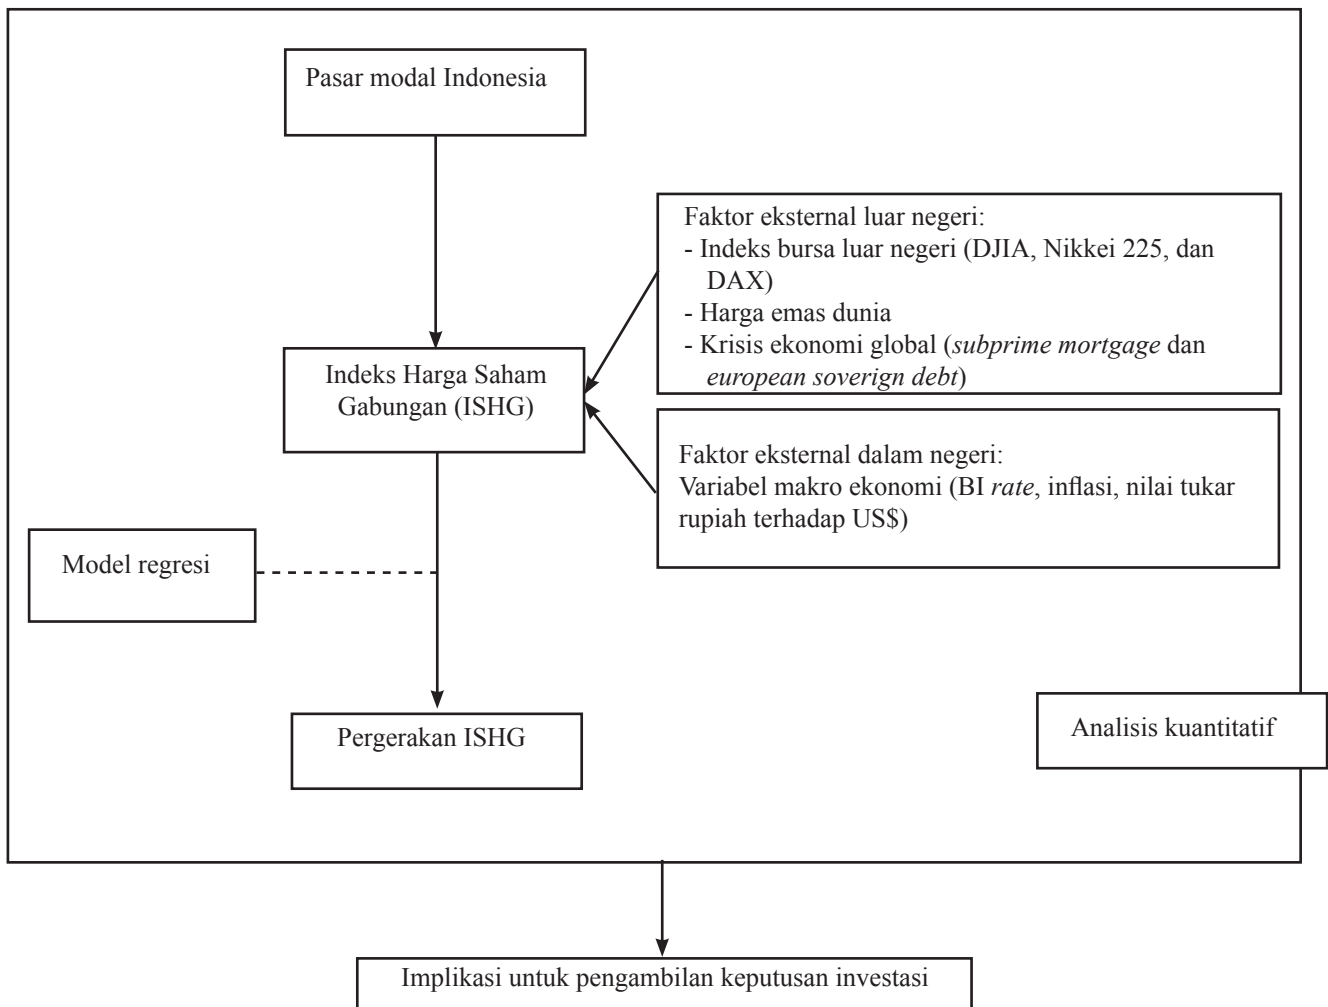 Pasar modal Indonesia
Faktor eksternal luar negeri:
- Indeks bursa luar negeri (DJIA, Nikkei 225, dan
DAX)
- Harga emas dunia
- Krisis ekonomi global (subprime mortgage dan
european soverign debt)
Indeks Harga Saham
Gabungan (ISHG)
Faktor eksternal dalam negeri:
Variabel makro ekonomi (BI rate, inflasi, nilai tukar
rupiah terhadap US$)
Model regresi
Pergerakan ISHG
Analisis kuantitatif
Implikasi untuk pengambilan keputusan investasi